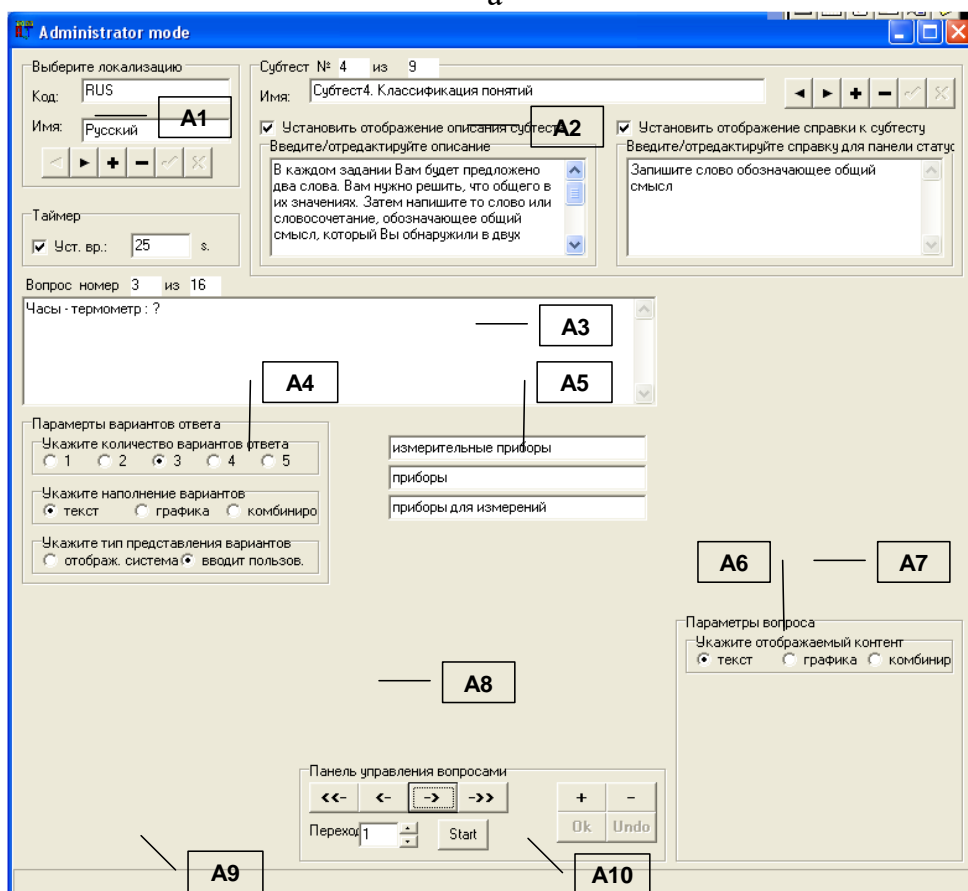 а
Administrator mode
Выберите локализацию
Код: RUS
Имя: Русский
A1
Субтест № 4 из 9
Имя: Субтест4. Классификация понятий
Установить отображение описания субтеста
A2
Установить отображение справки к субтесту
Введите/отредактируйте описание
В каждом задании Вам будет предложено
два слова. Вам нужно решить, что общего в
их значениях. Затем напишите то слово или
словосочетание, обозначающее общий
смысл, который Вы обнаружили в двух
Введите/отредактируйте справку для панели статус
Запишите слово обозначающее общий
смысл
Таймер
Уст. вр.: 25 s.
Вопрос номер 3 из 16
Часы - термометр : ?
A3
A4
A5
Парамерты вариантов ответа
Укажите количество вариантов ответа
1 2 3 4 5
Укажите наполнение вариантов
текст графика комбиниро
Укажите тип представления вариантов
отображ. система вводит пользов.
измерительные приборы
приборы
приборы для измерений
A6
A7
Параметры вопроса
Укажите отображаемый контент
текст графика комбинир
A8
Панель управления вопросами
<<- <- -> ->>
+ -
Переход 1 Start
Ok Undo
A9
A10